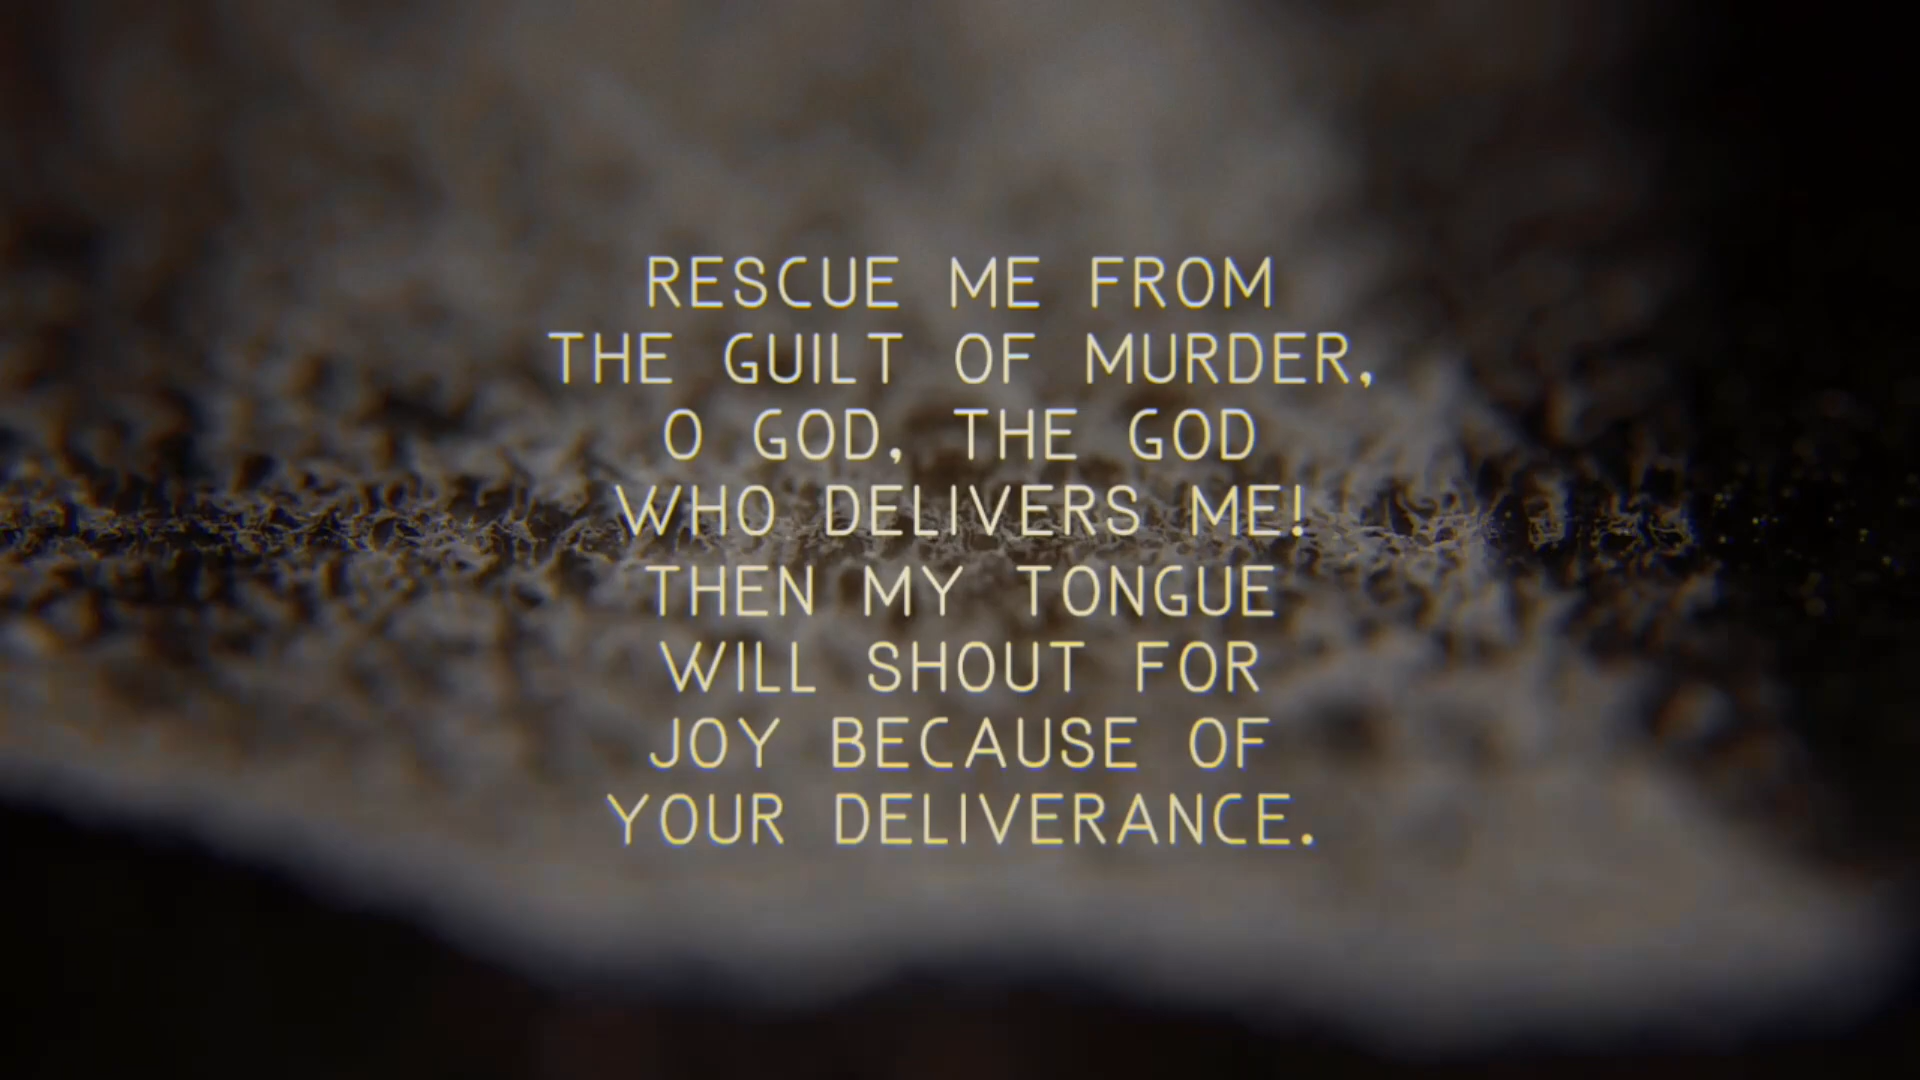 RESCUE ME FROM
THE GUILT OF MURDER,
O GOD, THE GOD
WHO DELIVERS ME!
THEN MY TONGUE
WILL SHOUT FOR
JOY BECAUSE OF
YOUR DELIVERANCE.